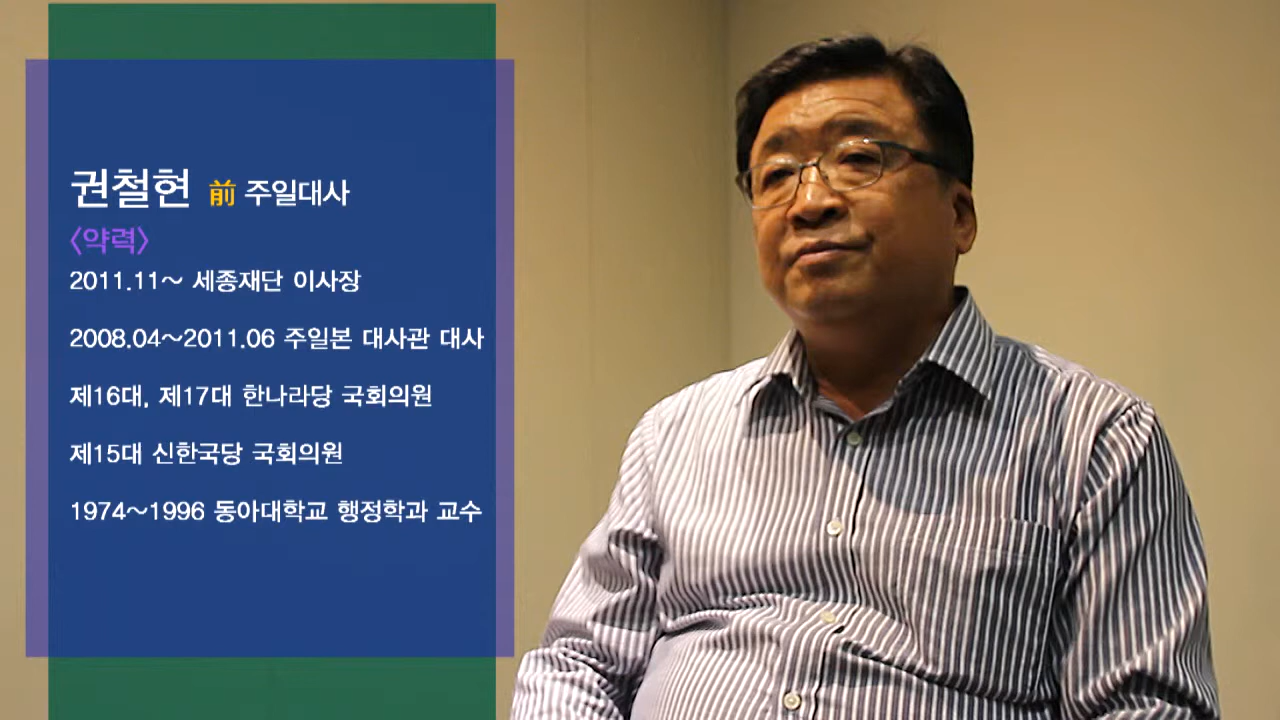 권철현 前 주일대사
<약력>
2011.11~ 세종재단 이사장
2008.04~2011.06 주일본 대사관 대사
제16대, 제17대 한나라당 국회의원
제15대 신한국당 국회의원
1974~1996 동아대학교 행정학과 교수